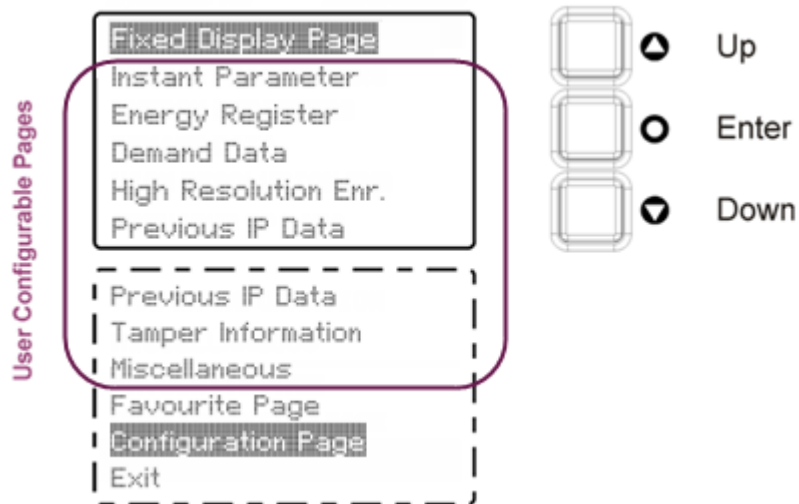 User Configurable Pages
Fixed Display Page
Instant Parameter
Energy Register
Demand Data
High Resolution Enr.
Previous IP Data
Previous IP Data
Tamper Information
Miscellaneous
Favourite Page
Configuration Page
Exit
Up
Enter
Down